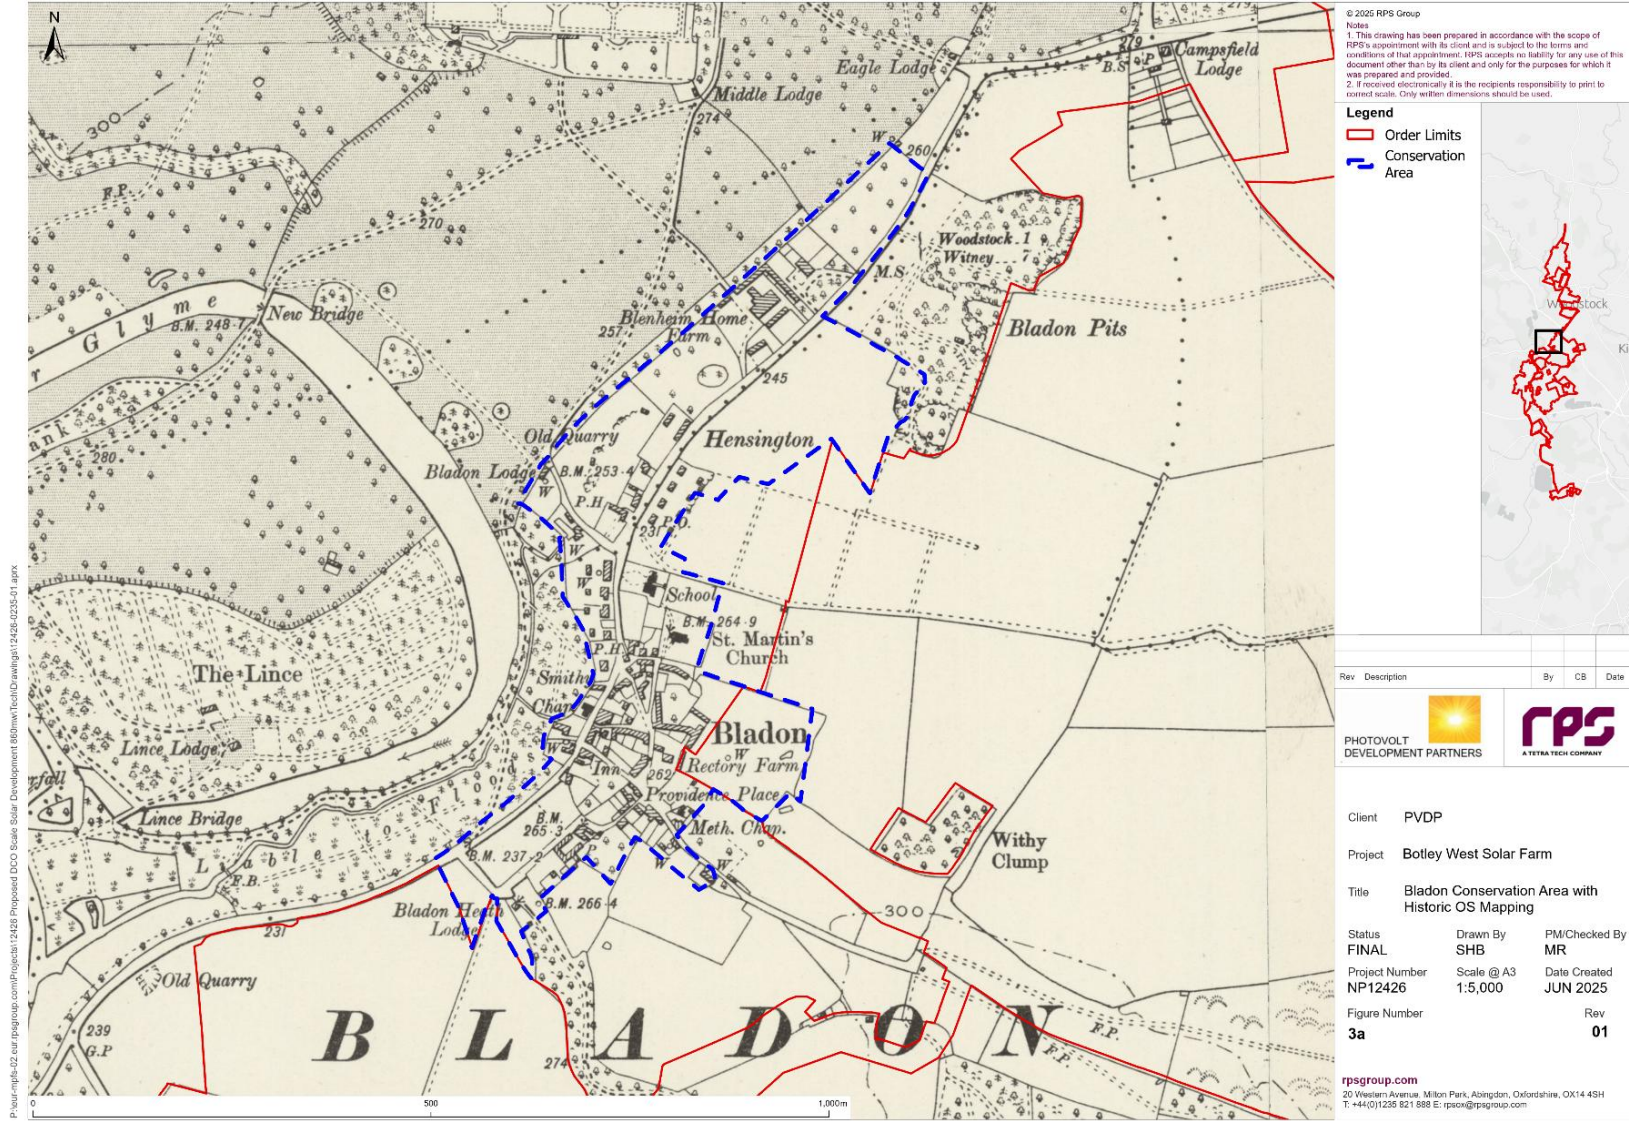 N
300
F.P.
270
Middle Lodge
274
Eagle Lodge
279
B.S
P
Campsfield
Lodge
W
260
Woodstock 1
Witney 7
M.S
Bladon Pits
Glyme
B.M. 248·7
New Bridge
257
Blenheim Home
Farm
245
280
Old Quarry
Hensington
Bladon Lodge
B.M. 253·4
W
P.H
P.O.
231
W
W
School
B.M. 264·9
St. Martin's
Church
P.H.
The Lince
Smithy
Chap.
Bladon
W
Rectory Farm
Lince Lodge
W
Inn
262
Providence Place
Lince Bridge
B.M.
265·3
Meth. Chap.
Withy
Clump
B.M. 237·2
P
W
W
F.B.
B.M. 266·4
Bladon Heath
Lodge
300
231
Old Quarry
BLADON
239
G.P
274
F.P.
F.P.
0
500
1,000m
© 2025 RPS Group
Notes
1. This drawing has been prepared in accordance with the scope of
RPS's appointment with its client and is subject to the terms and
conditions of that appointment. RPS accepts no liability for any use of this
document other than by its client and only for the purposes for which it
was prepared and provided.
2. If received electronically it is the recipients responsibility to print to
correct scale. Only written dimensions should be used.
Legend
Order Limits
Conservation
Area
Woodstock
Ki
Rev Description By CB Date
PHOTOVOLT
DEVELOPMENT PARTNERS
rps
A TETRA TECH COMPANY
Client PVDP
Project Botley West Solar Farm
Title Bladon Conservation Area with
Historic OS Mapping
Status Drawn By PM/Checked By
FINAL SHB MR
Project Number Scale @ A3 Date Created
NP12426 1:5,000 JUN 2025
Figure Number Rev
3a 01
rpsgroup.com
20 Western Avenue, Milton Park, Abingdon, Oxfordshire, OX14 4SH
T: +44(0)1235 821 888 E: rpsox@rpsgroup.com